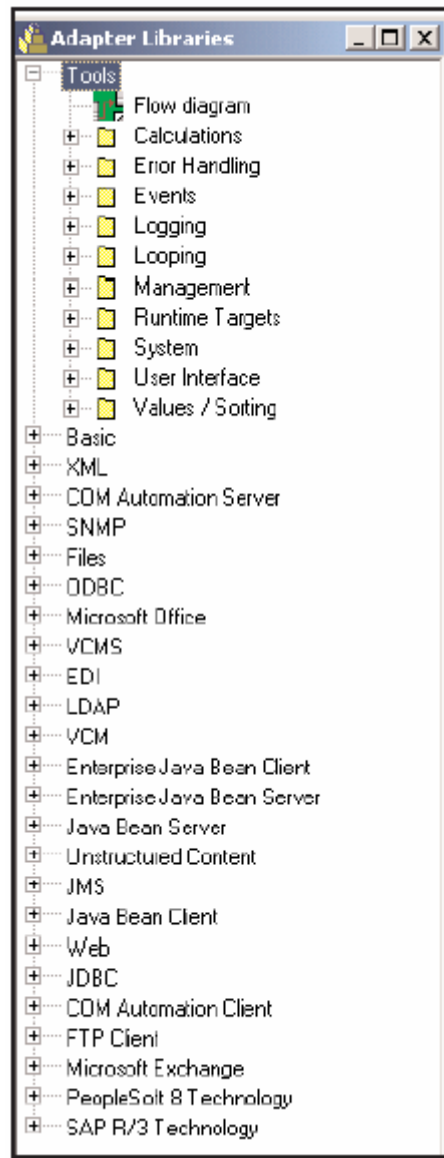 Adapter Libraries
Tools
Flow diagram
Calculations
Error Handling
Events
Logging
Looping
Management
Runtime Targets
System
User Interface
Values / Sorting
Basic
XML
COM Automation Server
SNMP
Files
ODBC
Microsoft Office
VCMS
EDI
LDAP
VCM
Enterprise Java Bean Client
Enterprise Java Bean Server
Java Bean Server
Unstructured Content
JMS
Java Bean Client
Web
JDBC
COM Automation Client
FTP Client
Microsoft Exchange
PeopleSoft 8 Technology
SAP R/3 Technology